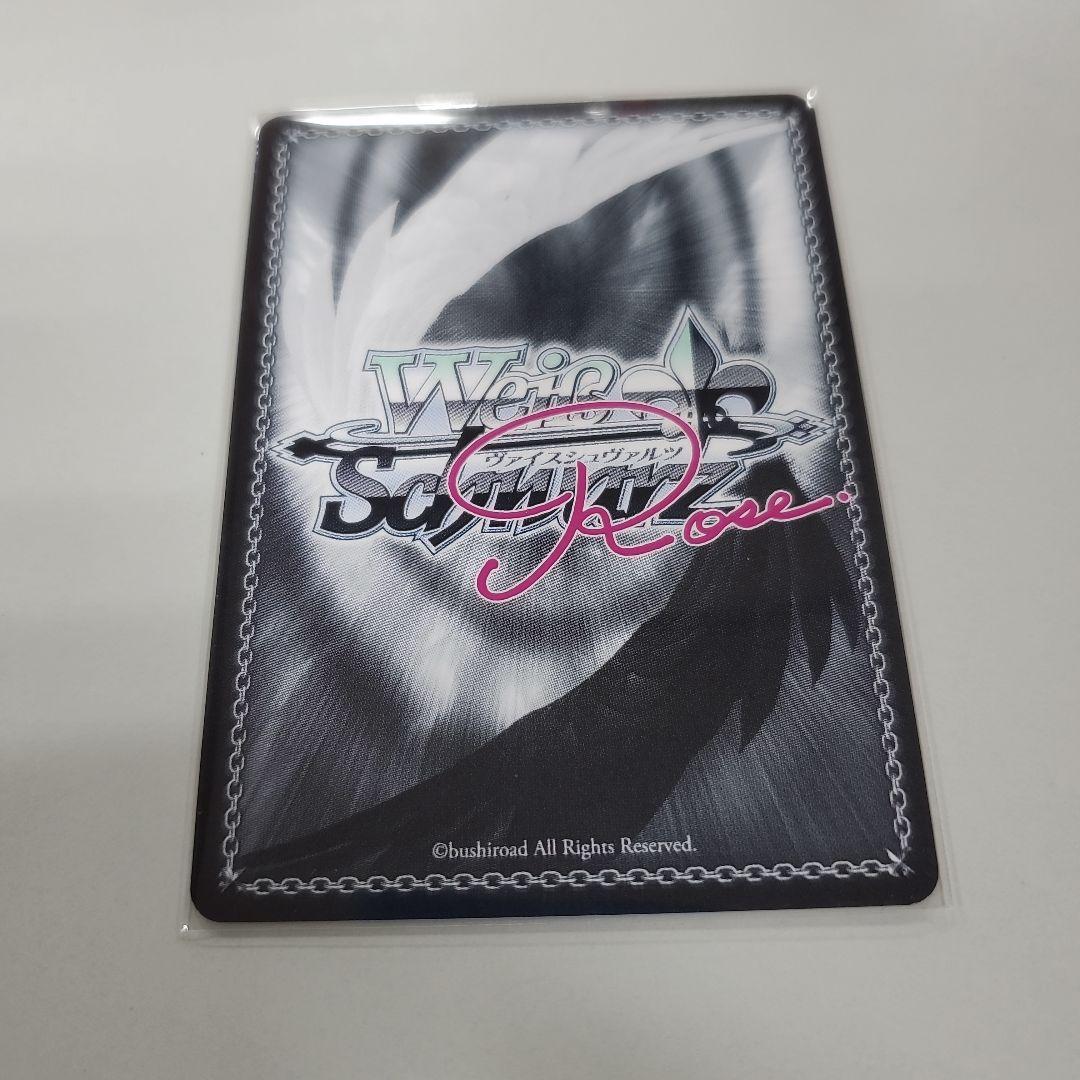 Weiß
ヴァイスシュヴァルツ
Schwarz
Rose.
©bushiroad All Rights Reserved.